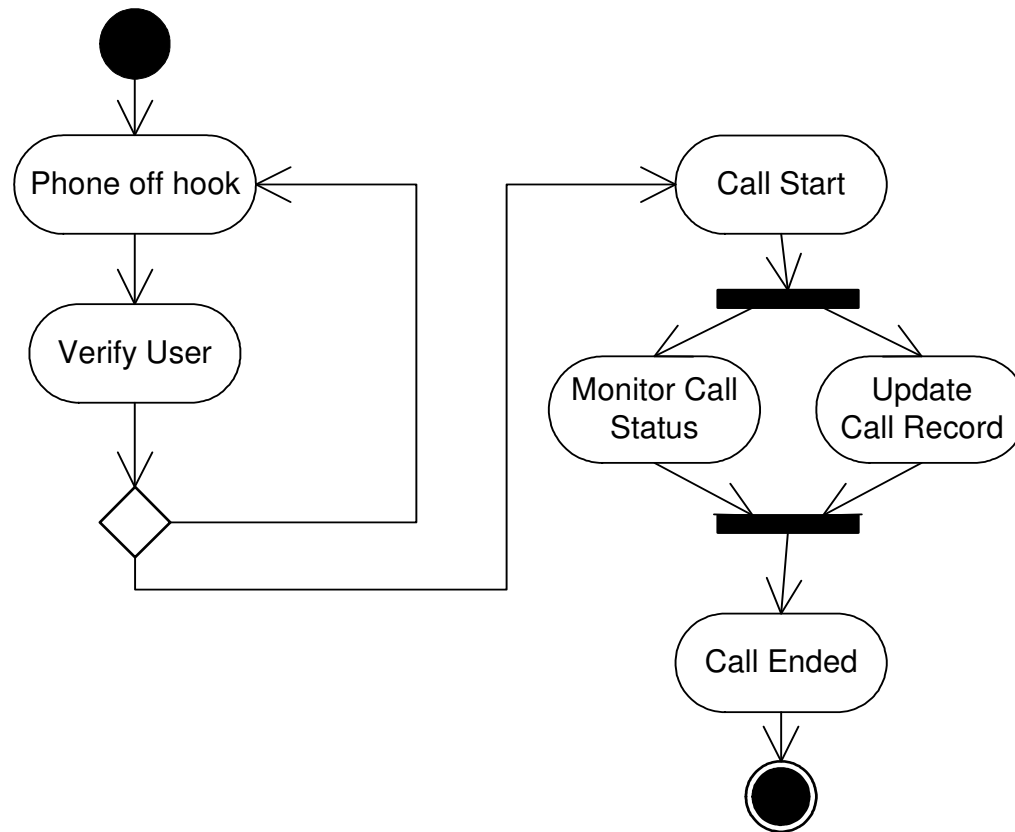 Phone off hook
Verify User
Call Start
Monitor Call
Status
Update
Call Record
Call Ended